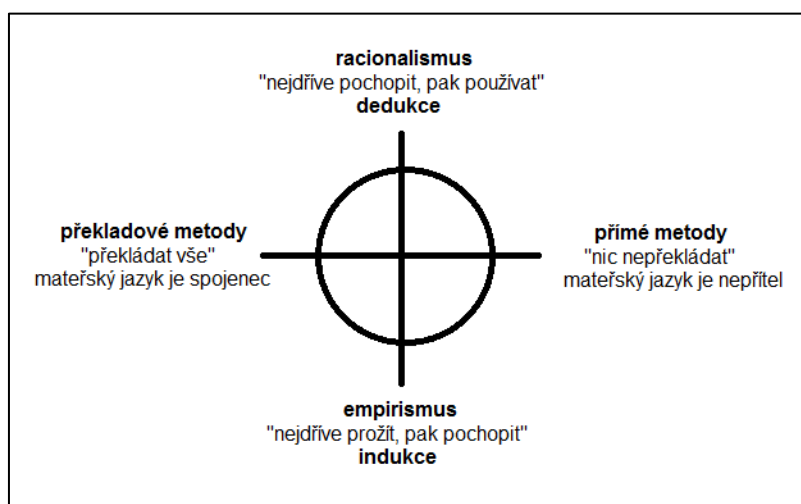 racionalismus
"nejdříve pochopit, pak používat"
dedukce
překladové metody
"překládat vše"
mateřský jazyk je spojenec
přímé metody
"nic nepřekládat"
mateřský jazyk je nepřítel
empirismus
"nejdříve prožít, pak pochopit"
indukce